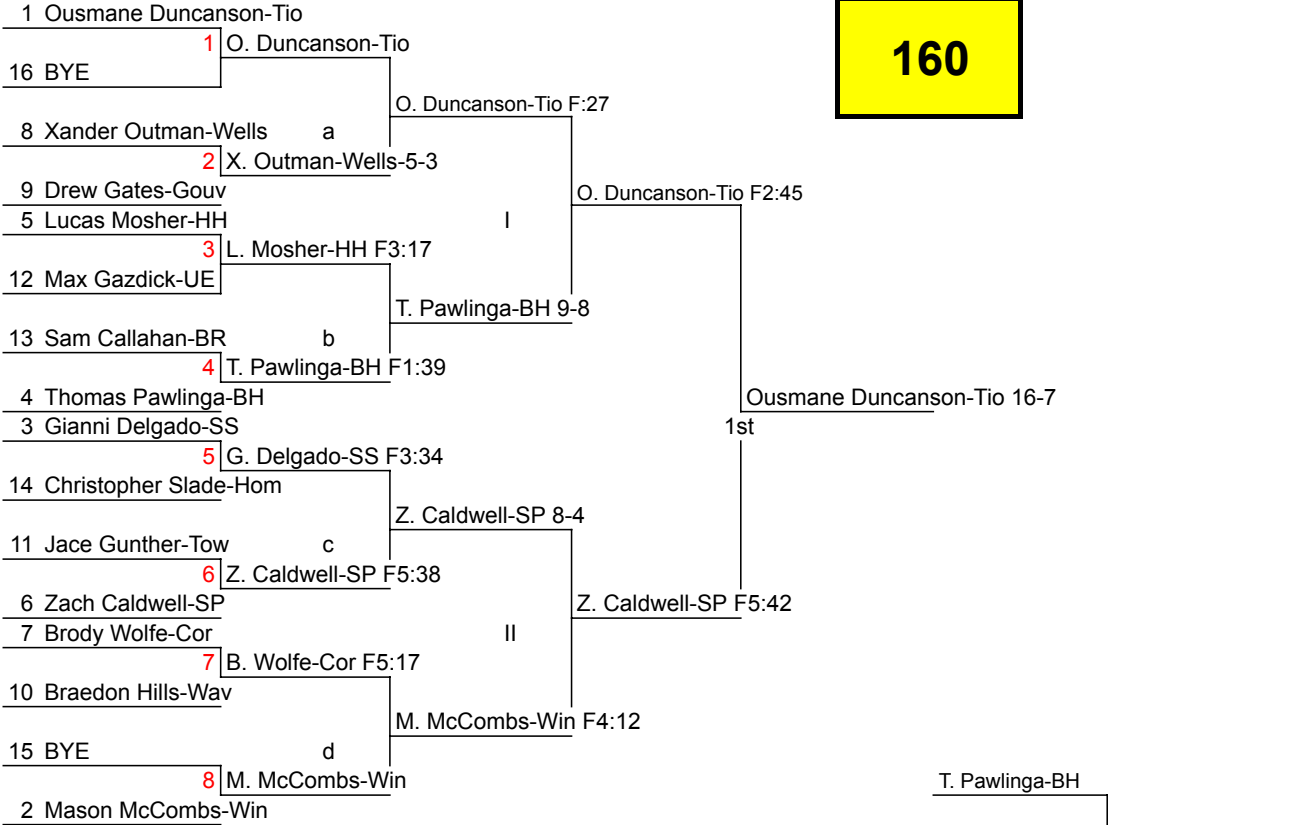 1 Ousmane Duncanson-Tio
1 O. Duncanson-Tio
160
16 BYE
O. Duncanson-Tio F:27
8 Xander Outman-Wells a
2 X. Outman-Wells-5-3
9 Drew Gates-Gouv
O. Duncanson-Tio F2:45
5 Lucas Mosher-HH I
3 L. Mosher-HH F3:17
12 Max Gazdick-UE
T. Pawlinga-BH 9-8
13 Sam Callahan-BR b
4 T. Pawlinga-BH F1:39
4 Thomas Pawlinga-BH
Ousmane Duncanson-Tio 16-7
3 Gianni Delgado-SS
1st
5 G. Delgado-SS F3:34
14 Christopher Slade-Hom
Z. Caldwell-SP 8-4
11 Jace Gunther-Tow c
6 Z. Caldwell-SP F5:38
6 Zach Caldwell-SP
Z. Caldwell-SP F5:42
7 Brody Wolfe-Cor II
7 B. Wolfe-Cor F5:17
10 Braedon Hills-Wav
M. McCombs-Win F4:12
15 BYE d
8 M. McCombs-Win
T. Pawlinga-BH
2 Mason McCombs-Win